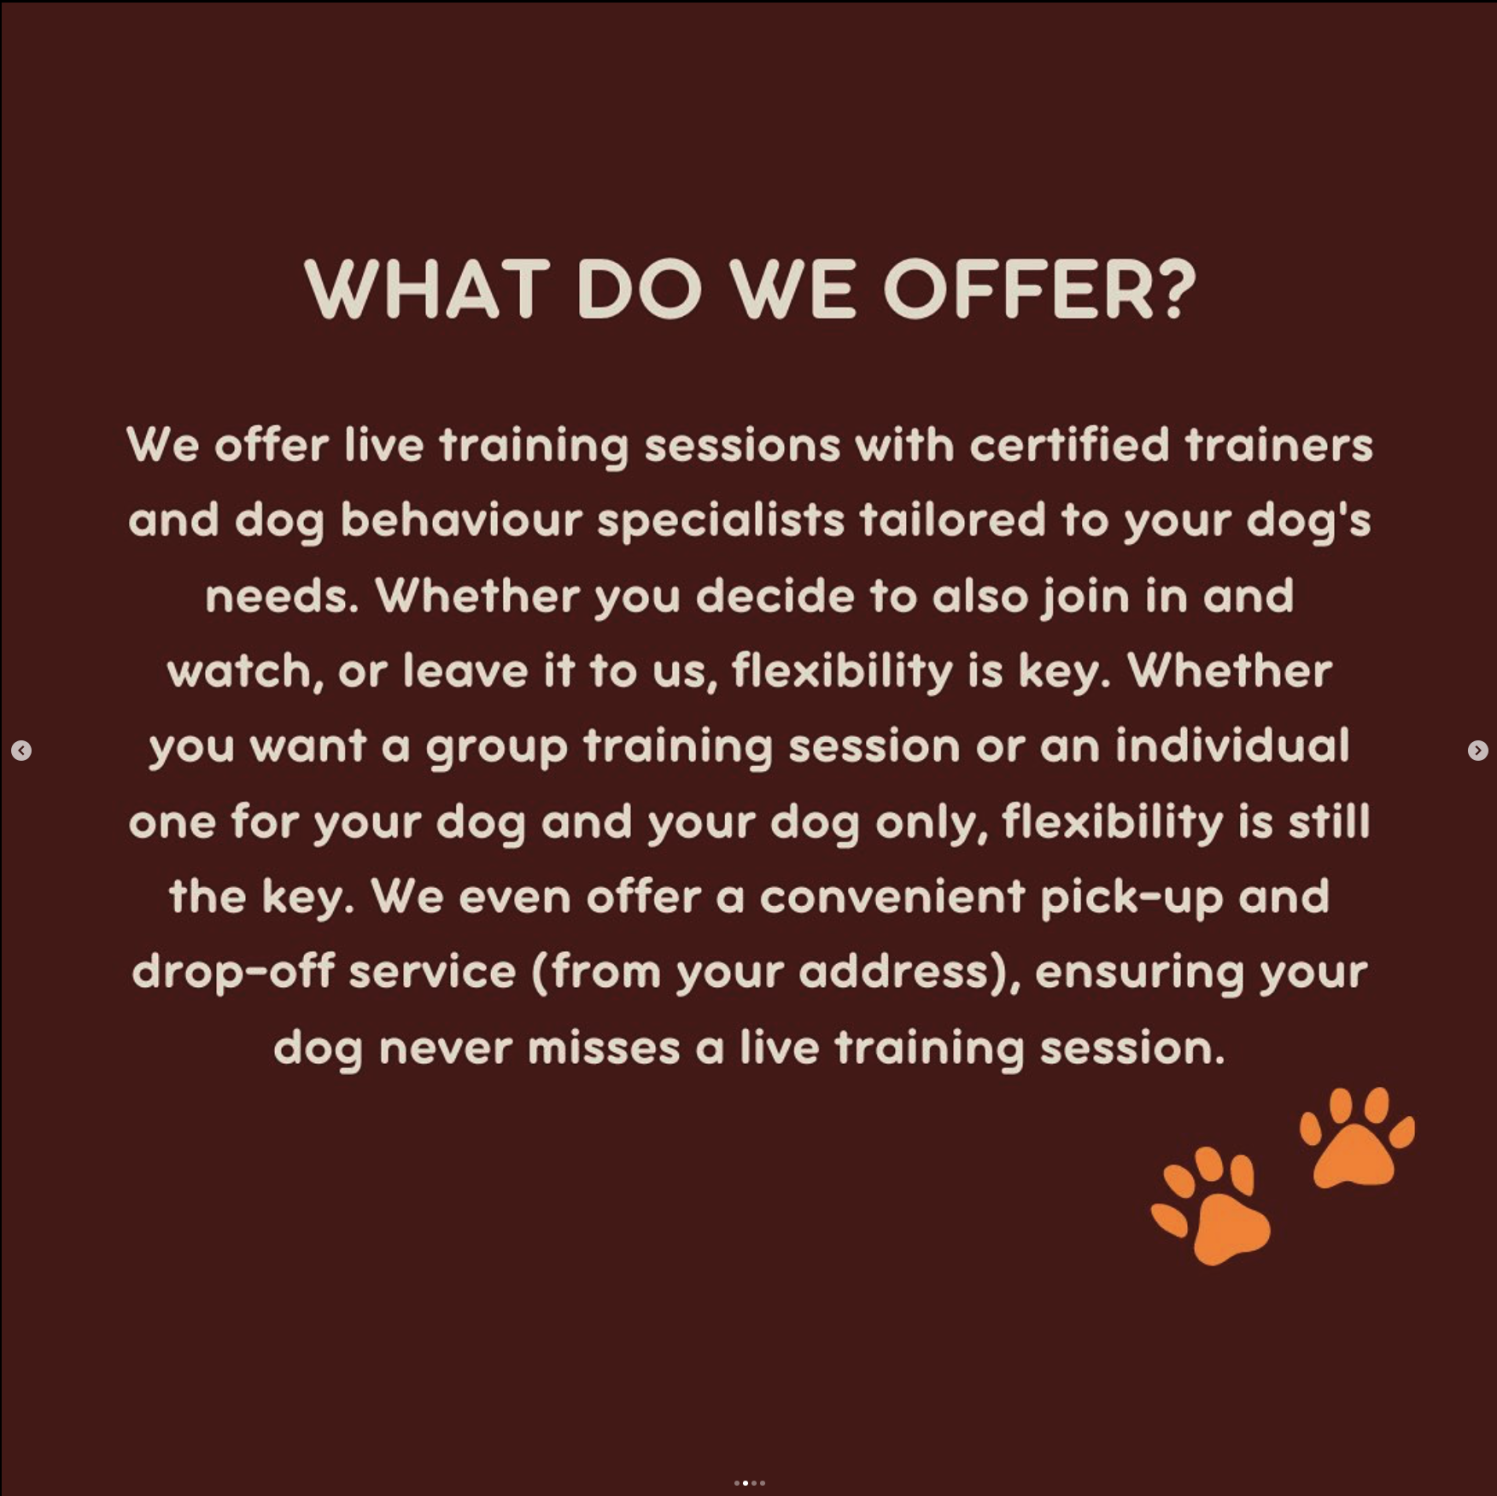 WHAT DO WE OFFER?
We offer live training sessions with certified trainers
and dog behaviour specialists tailored to your dog's
needs. Whether you decide to also join in and
watch, or leave it to us, flexibility is key. Whether
you want a group training session or an individual
one for your dog and your dog only, flexibility is still
the key. We even offer a convenient pick-up and
drop-off service (from your address), ensuring your
dog never misses a live training session.